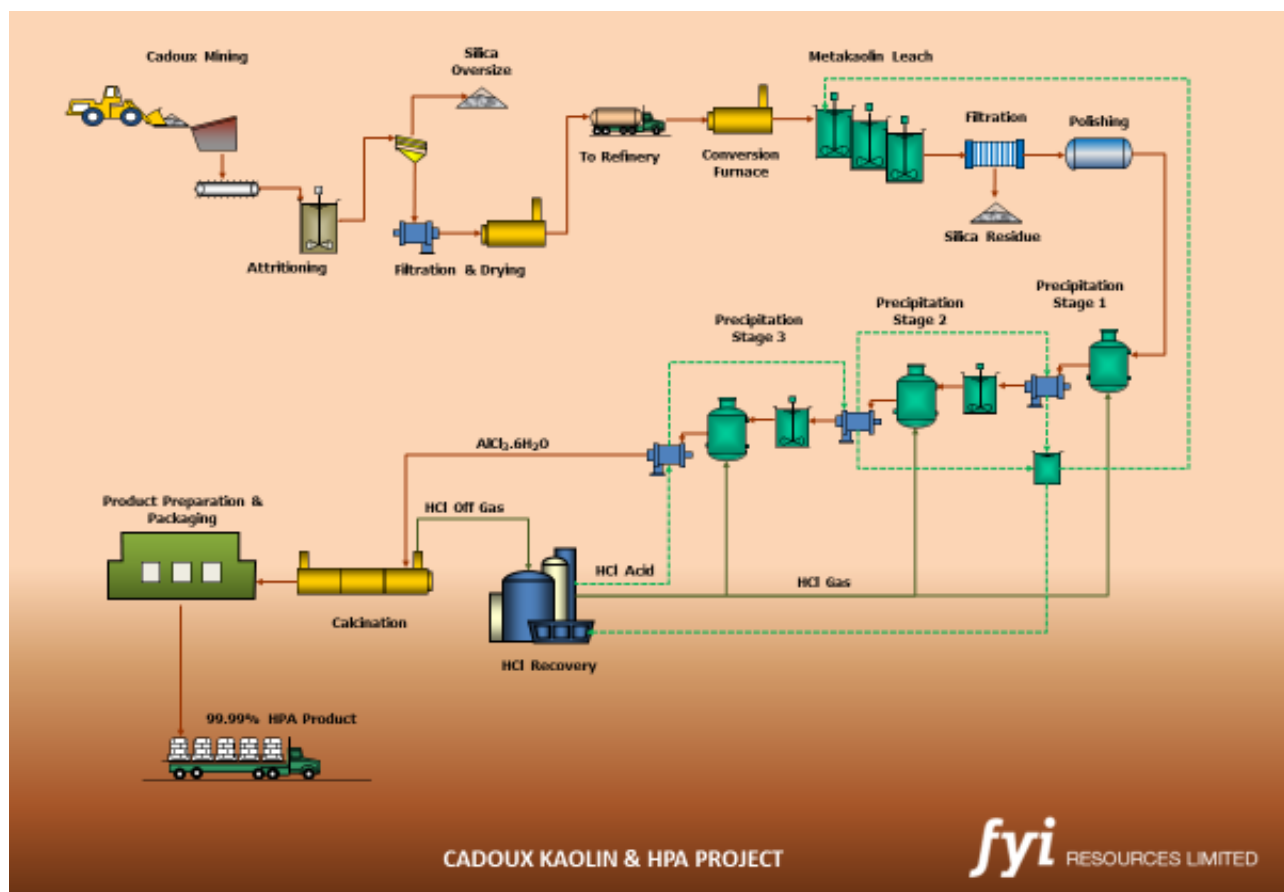 Cadoux Mining
Silica
Oversize
Metakaolin Leach
Filtration
Polishing
To Refinery
Conversion
Furnace
Silica Residue
Attritioning
Filtration & Drying
Precipitation
Stage 1
Precipitation
Stage 2
Precipitation
Stage 3
AlCl₃.6H₂O
Product Preparation &
Packaging
HCl Off Gas
HCl Acid
HCl Gas
Calcination
HCl Recovery
99.99% HPA Product
CADOUX KAOLIN & HPA PROJECT
fyi RESOURCES LIMITED